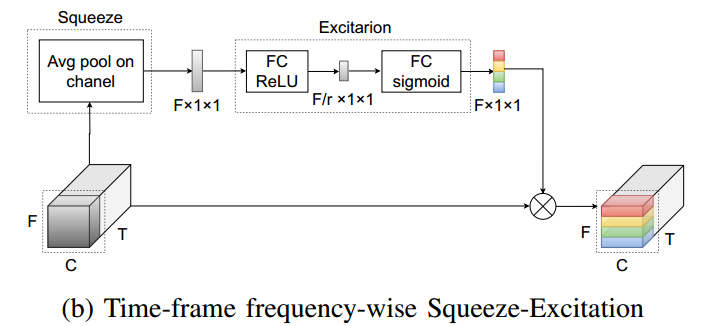 Squeeze
Excitarion
Avg pool on
chanel
FC
ReLU
FC
sigmoid
F×1×1
F/r ×1×1
F×1×1
F
T
C
F
T
C
(b) Time-frame frequency-wise Squeeze-Excitation